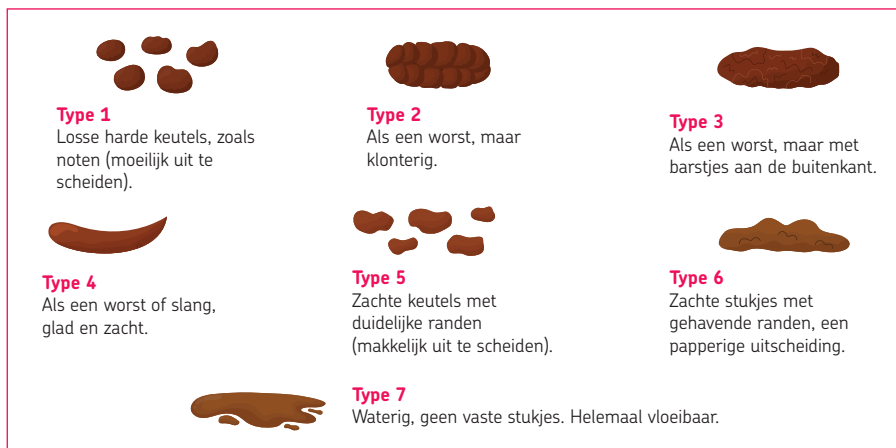 Type 1
Losse harde keutels, zoals
noten (moeilijk uit te
scheiden).
Type 2
Als een worst, maar
klonterig.
Type 3
Als een worst, maar met
barstjes aan de buitenkant.
Type 4
Als een worst of slang,
glad en zacht.
Type 5
Zachte keutels met
duidelijke randen
(makkelijk uit te scheiden).
Type 6
Zachte stukjes met
gehavende randen, een
papperige uitscheiding.
Type 7
Waterig, geen vaste stukjes. Helemaal vloeibaar.